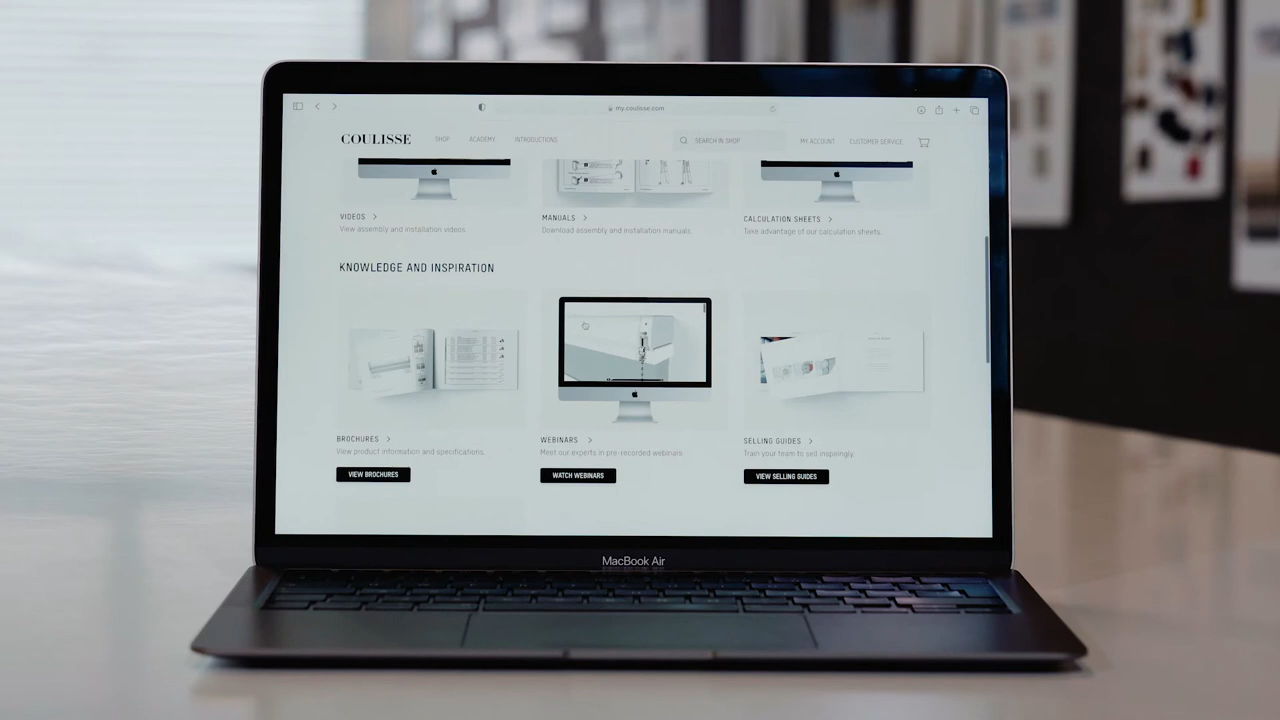 my.coulisse.com
COULISSE SHOP ACADEMY INTRODUCTIONS SEARCH IN SHOP MY ACCOUNT CUSTOMER SERVICE
VIDEOS >
View assembly and installation videos.
MANUALS >
Download assembly and installation manuals.
CALCULATION SHEETS >
Take advantage of our calculation sheets.
KNOWLEDGE AND INSPIRATION
BROCHURES >
View product information and specifications.
VIEW BROCHURES
WEBINARS >
Meet our experts in pre-recorded webinars
WATCH WEBINARS
SELLING GUIDES >
Train your team to sell inspiringly.
VIEW SELLING GUIDES
MacBook Air